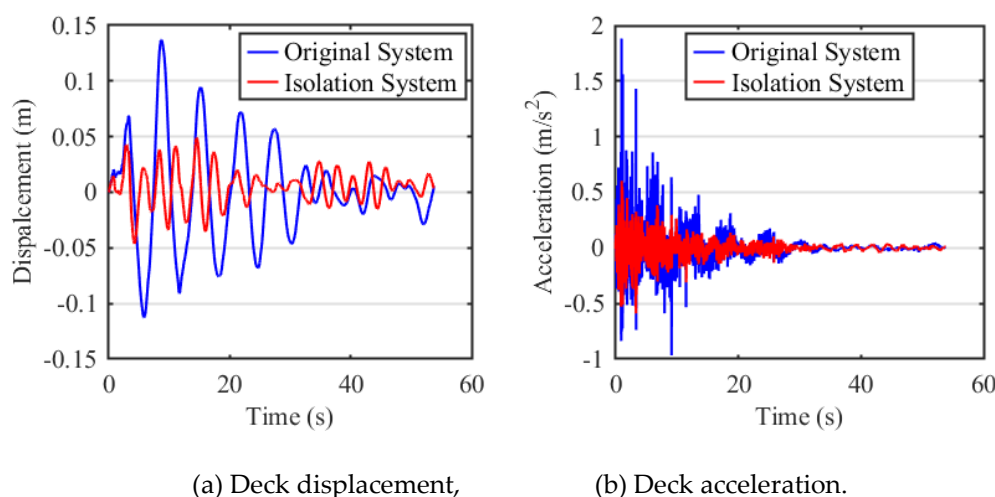 0.15
0.1
0.05
0
-0.05
-0.1
-0.15
Dispalcement (m)
Original System
Isolation System
0 20 40 60
Time (s)
2
1.5
1
0.5
0
-0.5
-1
Acceleration (m/s²)
Original System
Isolation System
0 20 40 60
Time (s)
(a) Deck displacement,
(b) Deck acceleration.